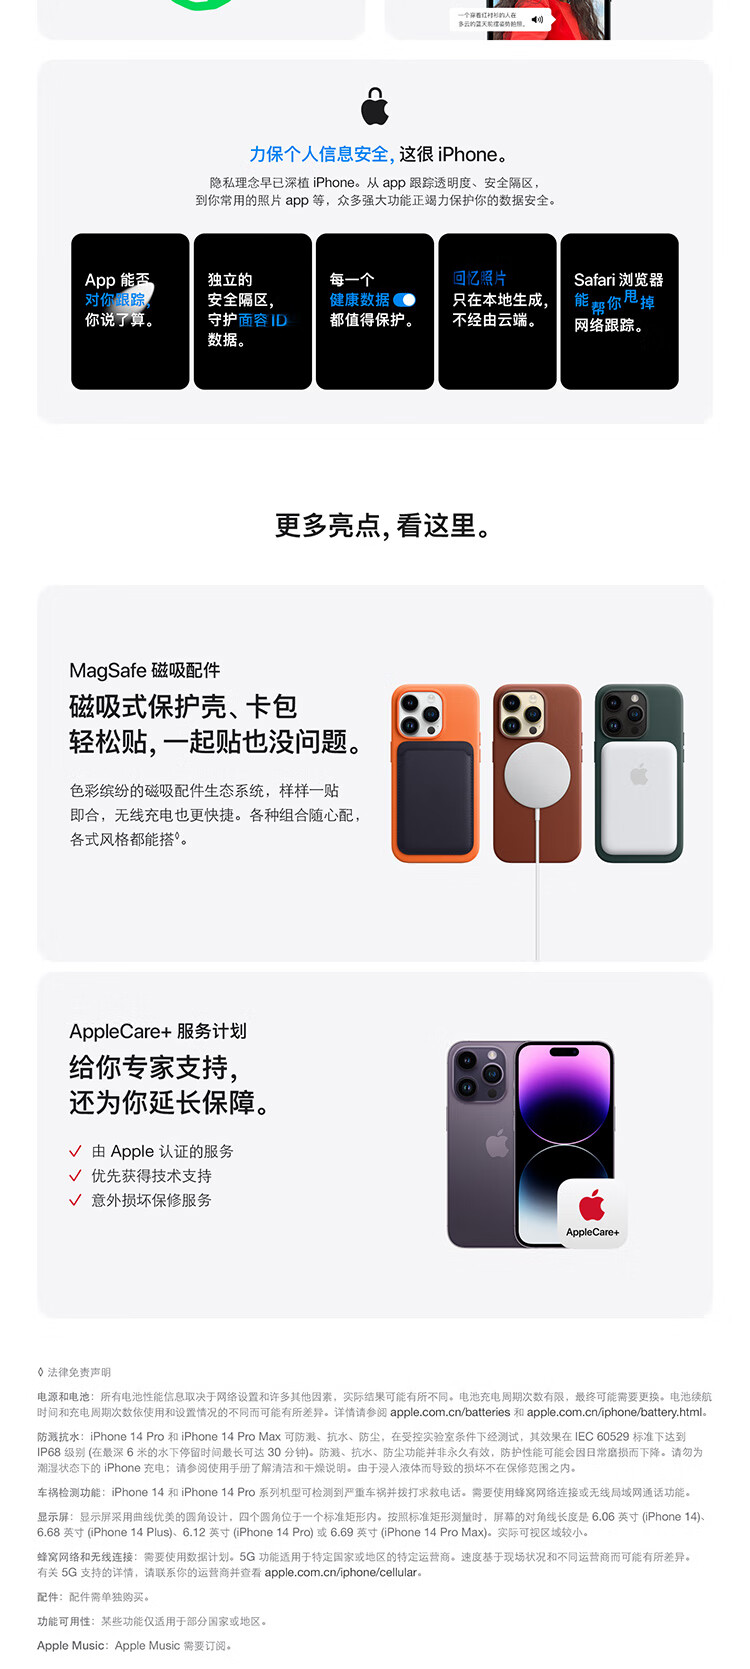 一个穿着红衬衫的人在
多云的蓝天前摆姿势拍照。
力保个人信息安全，这很 iPhone。
隐私理念早已深植 iPhone。从 app 跟踪透明度、安全隔区，
到你常用的照片 app 等，众多强大功能正竭力保护你的数据安全。
App 能否
对你跟踪，
你说了算。
独立的
安全隔区，
守护面容 ID
数据。
每一个
健康数据
都值得保护。
回忆照片
只在本地生成，
不经由云端。
Safari 浏览器
能帮你甩掉
网络跟踪。
更多亮点，看这里。
MagSafe 磁吸配件
磁吸式保护壳、卡包
轻松贴，一起贴也没问题。
色彩缤纷的磁吸配件生态系统，样样一贴
即合，无线充电也更快捷。各种组合随心配，
各式风格都能搭◊。
AppleCare+ 服务计划
给你专家支持，
还为你延长保障。
✓ 由 Apple 认证的服务
✓ 优先获得技术支持
✓ 意外损坏保修服务
AppleCare+
◊ 法律免责声明
电源和电池：所有电池性能信息取决于网络设置和许多其他因素，实际结果可能有所不同。电池充电周期次数有限，最终可能需要更换。电池续航
时间和充电周期次数依使用和设置情况的不同而可能有所差异。详情请参阅 apple.com.cn/batteries 和 apple.com.cn/iphone/battery.html。
防溅抗水：iPhone 14 Pro 和 iPhone 14 Pro Max 可防溅、抗水、防尘，在受控实验室条件下经测试，其效果在 IEC 60529 标准下达到
IP68 级别 (在最深 6 米的水下停留时间最长可达 30 分钟)。防溅、抗水、防尘功能并非永久有效，防护性能可能会因日常磨损而下降。请勿为
潮湿状态下的 iPhone 充电；请参阅使用手册了解清洁和干燥说明。由于浸入液体而导致的损坏不在保修范围之内。
车祸检测功能：iPhone 14 和 iPhone 14 Pro 系列机型可检测到严重车祸并拨打求救电话。需要使用蜂窝网络连接或无线局域网通话功能。
显示屏：显示屏采用曲线优美的圆角设计，四个圆角位于一个标准矩形内。按照标准矩形测量时，屏幕的对角线长度是 6.06 英寸 (iPhone 14)、
6.68 英寸 (iPhone 14 Plus)、6.12 英寸 (iPhone 14 Pro) 或 6.69 英寸 (iPhone 14 Pro Max)。实际可视区域较小。
蜂窝网络和无线连接：需要使用数据计划。5G 功能适用于特定国家或地区的特定运营商。速度基于现场状况和不同运营商而可能有所差异。
有关 5G 支持的详情，请联系你的运营商并查看 apple.com.cn/iphone/cellular。
配件：配件需单独购买。
功能可用性：某些功能仅适用于部分国家或地区。
Apple Music：Apple Music 需要订阅。